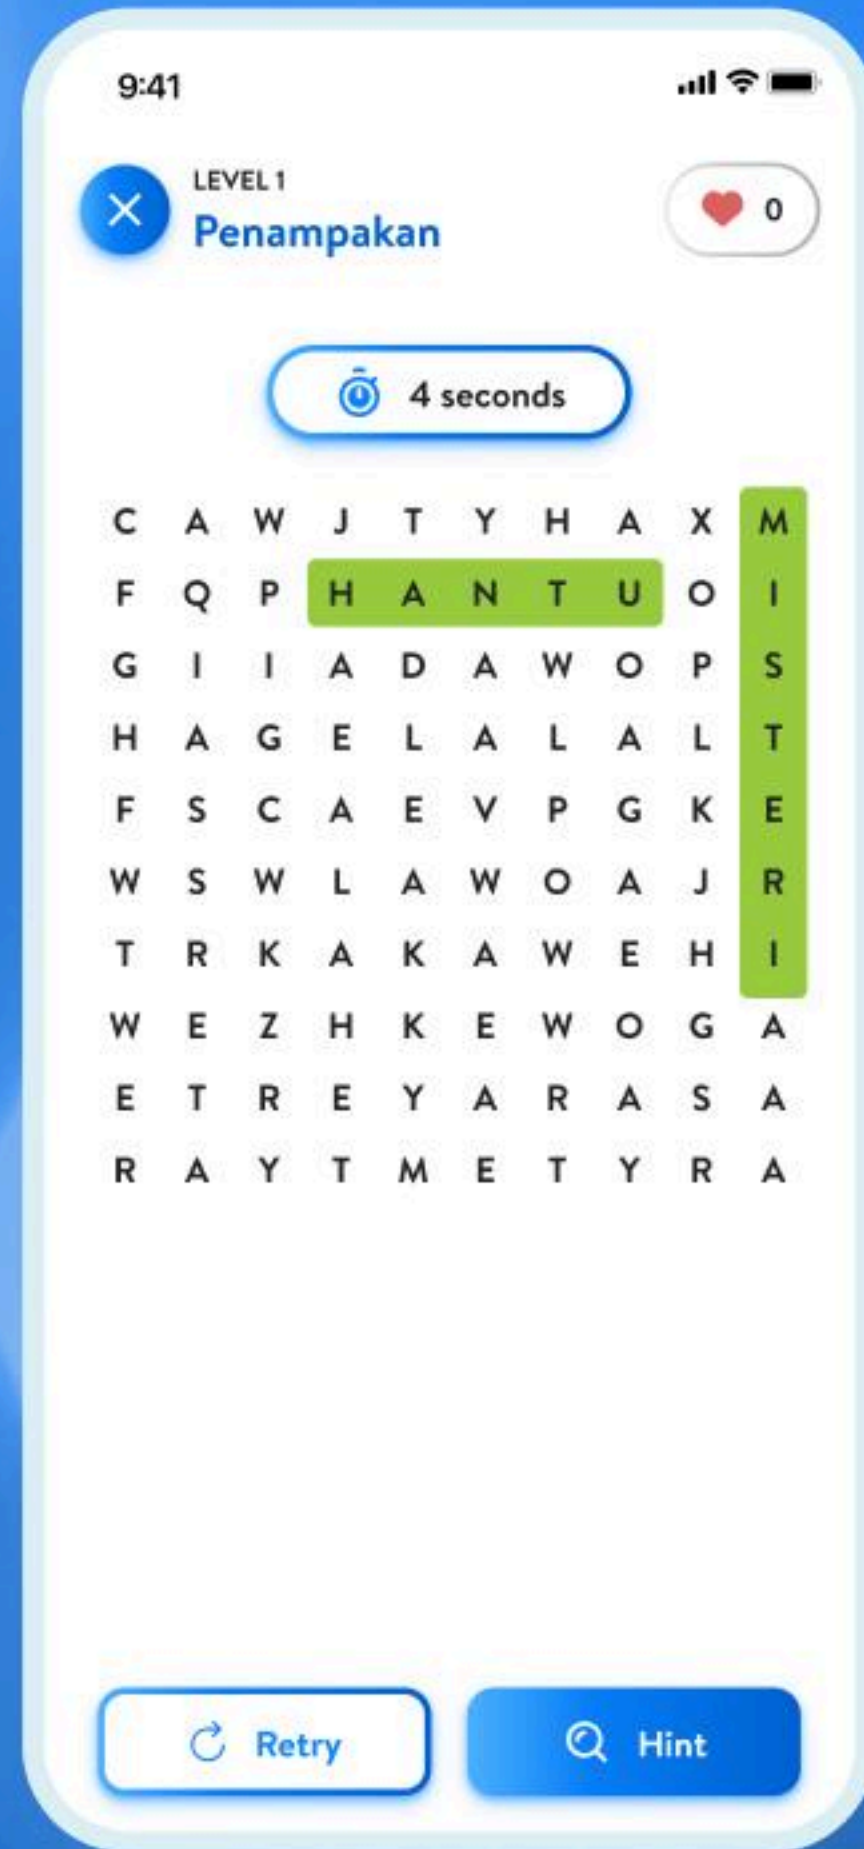 9:41
LEVEL 1
Penampakan
0
4 seconds
C A W J T Y H A X M
F Q P H A N T U O I
G I I A D A W O P S
H A G E L A L A L T
F S C A E V P G K E
W S W L A W O A J R
T R K A K A W E H I
W E Z H K E W O G A
E T R E Y A R A S A
R A Y T M E T Y R A
Retry
Hint